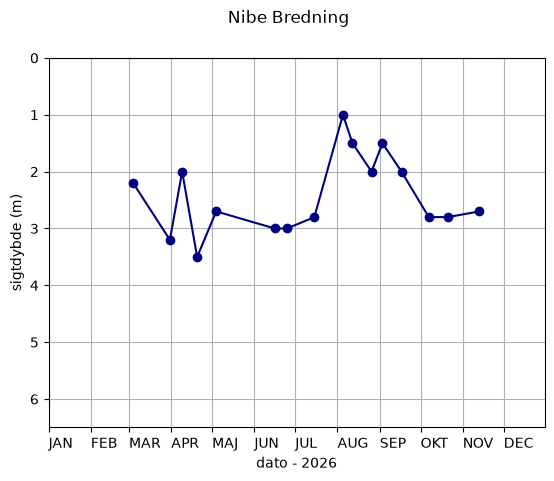 Nibe Bredning
0
1
2
3
4
5
6
sigtdybde (m)
JAN FEB MAR APR MAJ JUN JUL AUG SEP OKT NOV DEC
dato - 2026